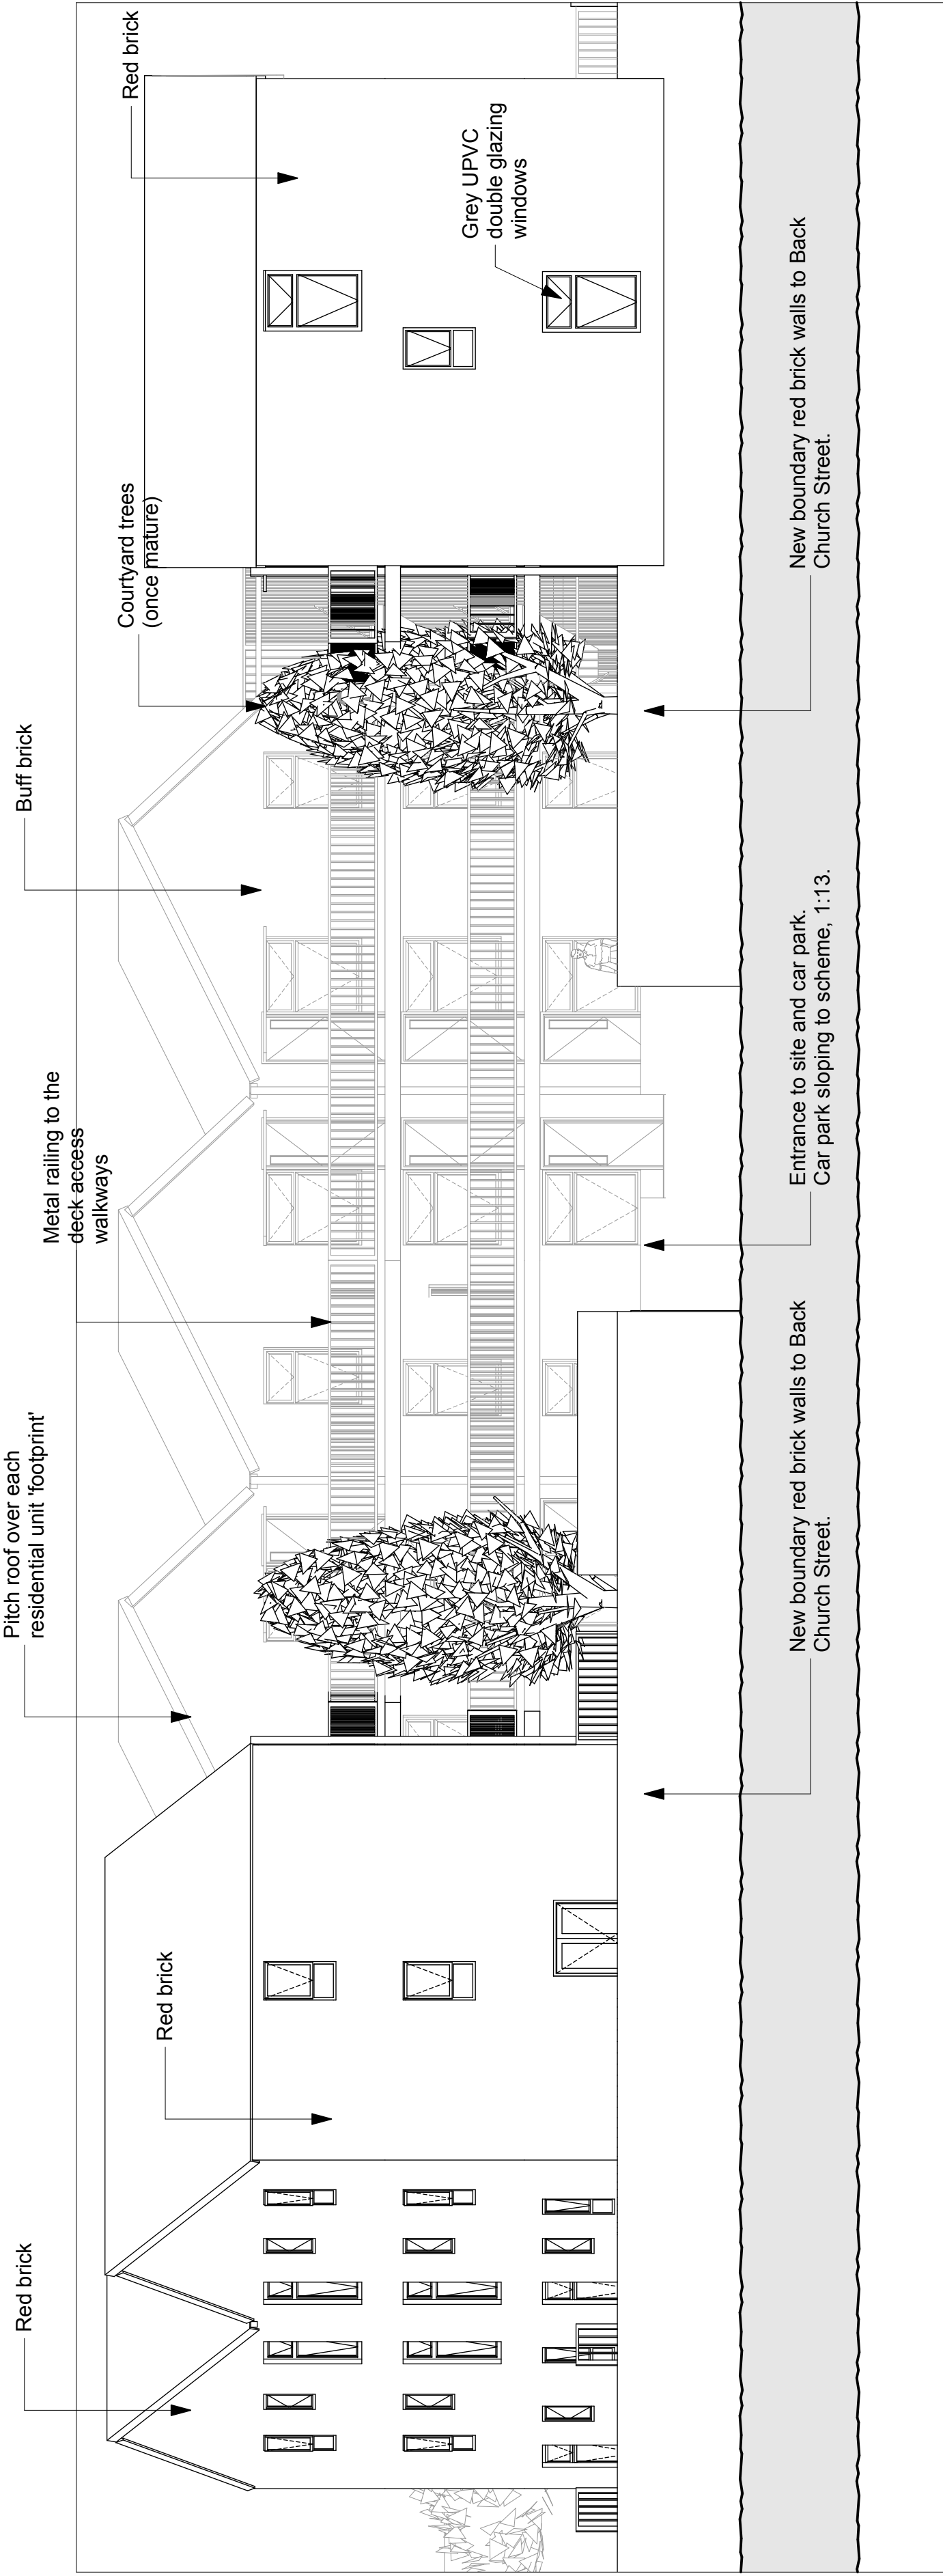 Red brick
Pitch roof over each
residential unit 'footprint'
Metal railing to the
deck access
walkways
Buff brick
Courtyard trees
(once mature)
Red brick
Red brick
Grey UPVC
double glazing
windows
New boundary red brick walls to Back
Church Street.
Entrance to site and car park.
Car park sloping to scheme, 1:13.
New boundary red brick walls to Back
Church Street.